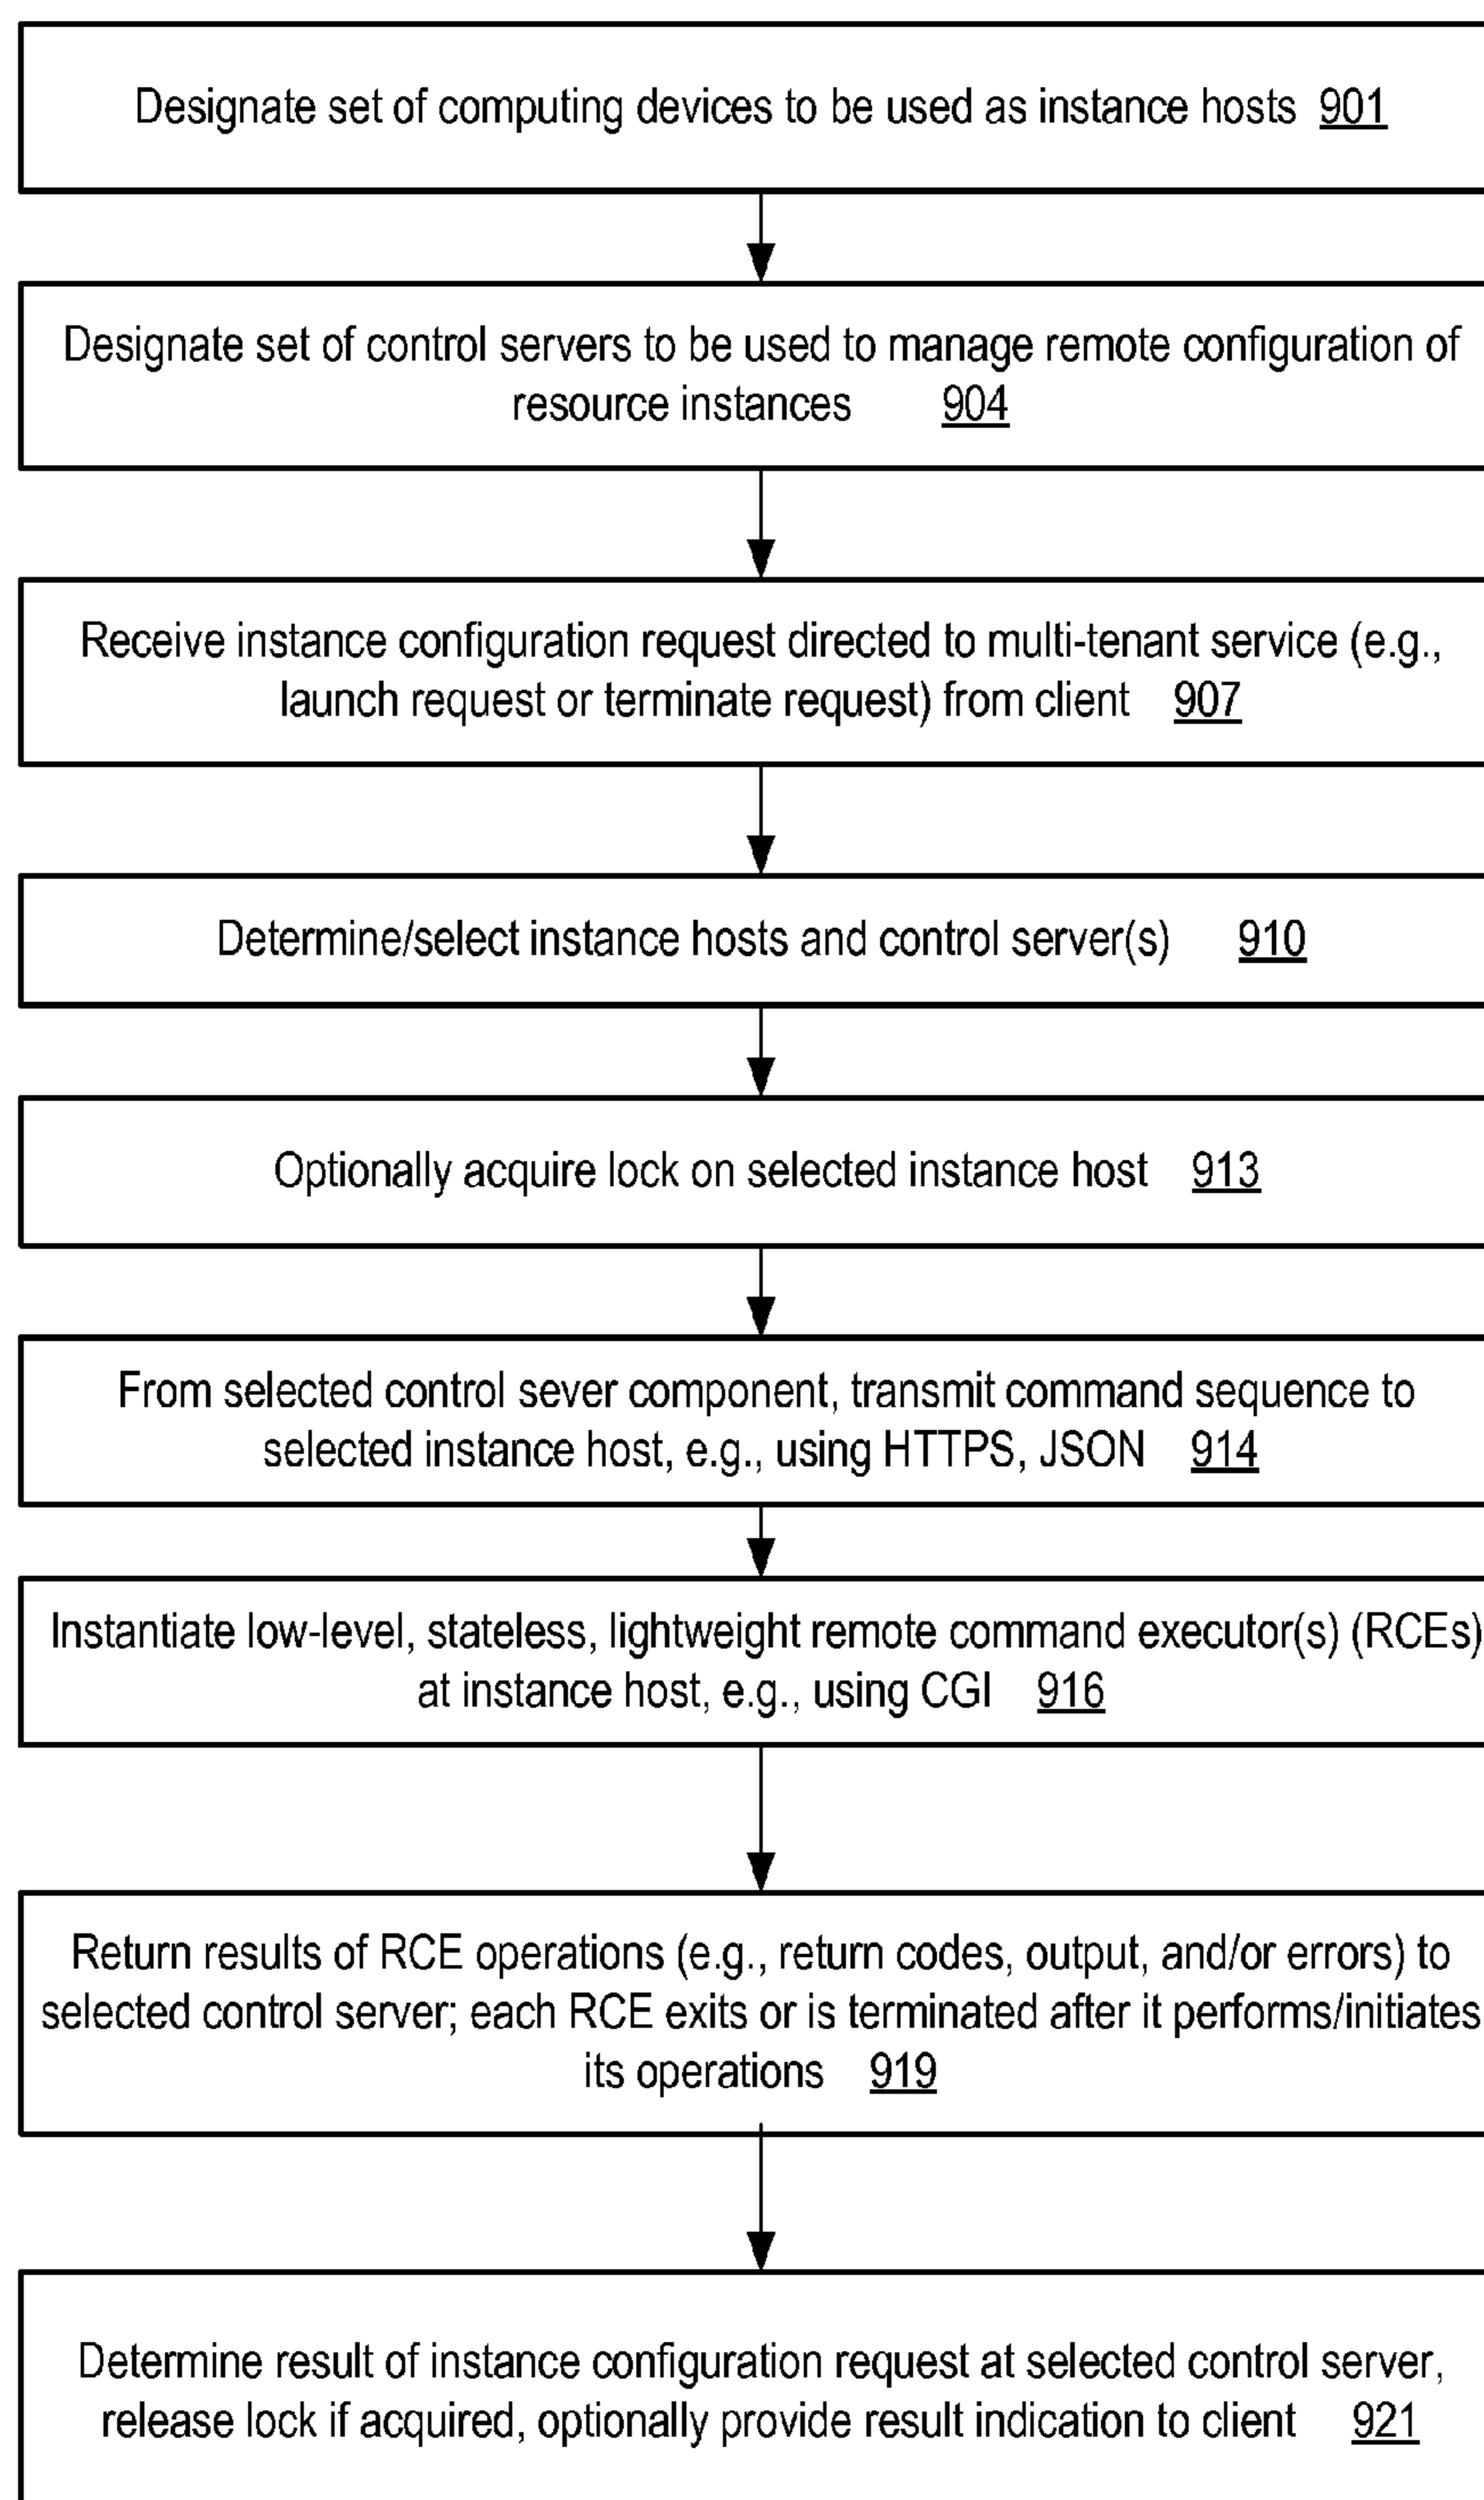 Designate set of computing devices to be used as instance hosts 901
Designate set of control servers to be used to manage remote configuration of
resource instances 904
Receive instance configuration request directed to multi-tenant service (e.g.,
launch request or terminate request) from client 907
Determine/select instance hosts and control server(s) 910
Optionally acquire lock on selected instance host 913
From selected control sever component, transmit command sequence to
selected instance host, e.g., using HTTPS, JSON 914
Instantiate low-level, stateless, lightweight remote command executor(s) (RCEs)
at instance host, e.g., using CGI 916
Return results of RCE operations (e.g., return codes, output, and/or errors) to
selected control server; each RCE exits or is terminated after it performs/initiates
its operations 919
Determine result of instance configuration request at selected control server,
release lock if acquired, optionally provide result indication to client 921